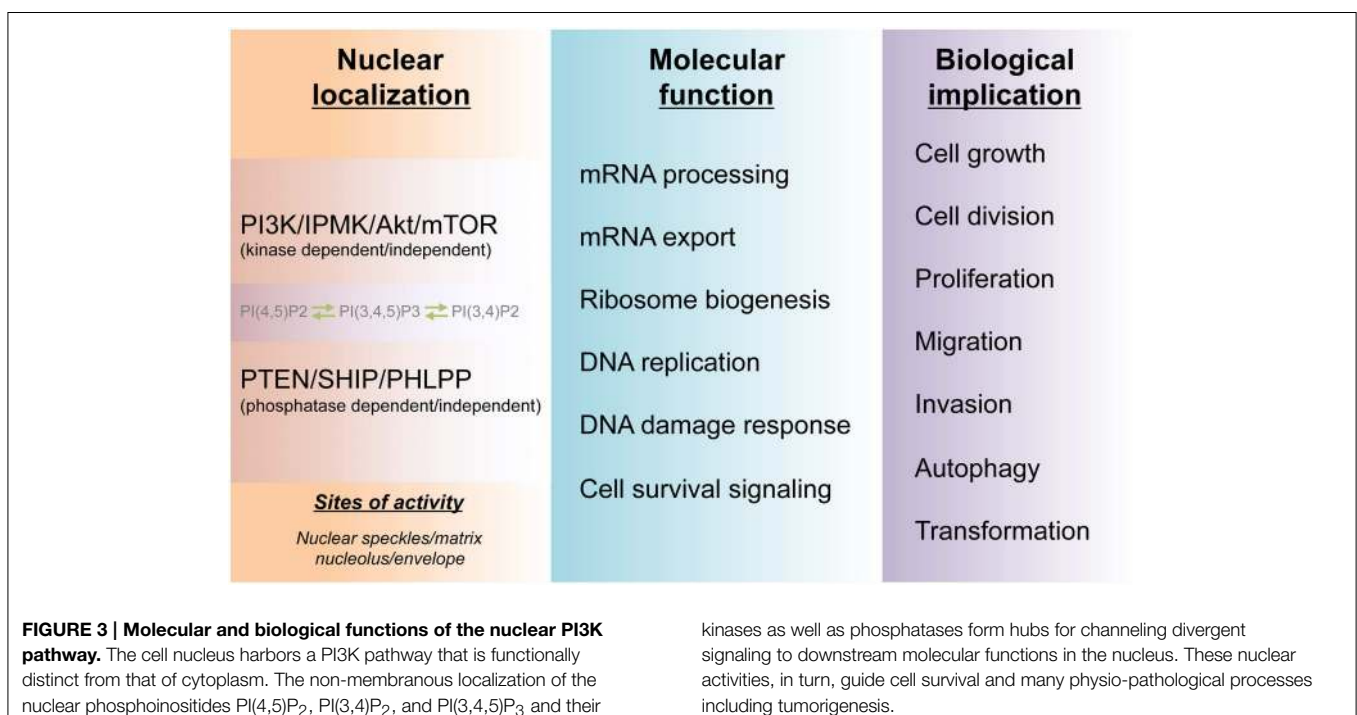 Nuclear
localization
PI3K/IPMK/Akt/mTOR
(kinase dependent/independent)
PI(4,5)P2 ⇄ PI(3,4,5)P3 ⇄ PI(3,4)P2
PTEN/SHIP/PHLPP
(phosphatase dependent/independent)
Sites of activity
Nuclear speckles/matrix
nucleolus/envelope
Molecular
function
mRNA processing
mRNA export
Ribosome biogenesis
DNA replication
DNA damage response
Cell survival signaling
Biological
implication
Cell growth
Cell division
Proliferation
Migration
Invasion
Autophagy
Transformation
FIGURE 3 | Molecular and biological functions of the nuclear PI3K
pathway. The cell nucleus harbors a PI3K pathway that is functionally
distinct from that of cytoplasm. The non-membranous localization of the
nuclear phosphoinositides PI(4,5)P₂, PI(3,4)P₂, and PI(3,4,5)P₃ and their
kinases as well as phosphatases form hubs for channeling divergent
signaling to downstream molecular functions in the nucleus. These nuclear
activities, in turn, guide cell survival and many physio-pathological processes
including tumorigenesis.